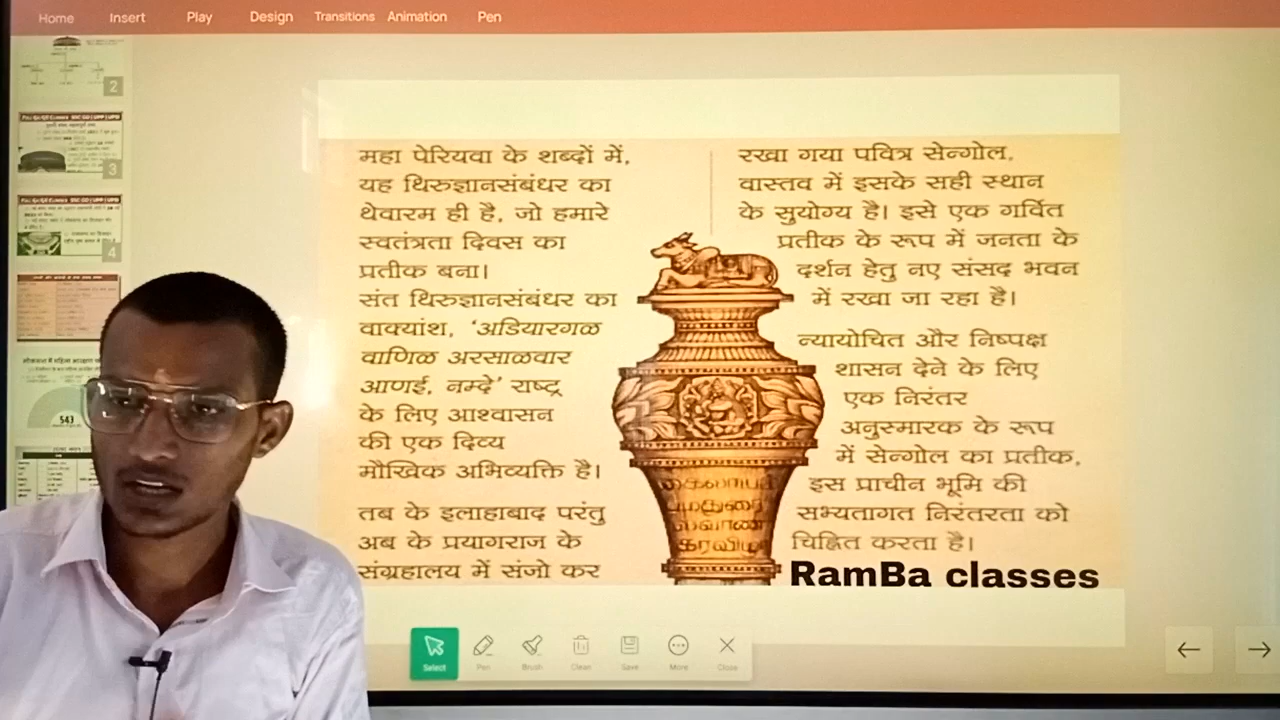 Home Insert Play Design Transitions Animation Pen
2
3
4
543
महा पेरियवा के शब्दों में,
यह थिरुज्ञानसंबंधर का
थेवारम ही है, जो हमारे
स्वतंत्रता दिवस का
प्रतीक बना।
संत थिरुज्ञानसंबंधर का
वाक्यांश, ‘अडियारगळ
वाणिळ अरसाळवार
आणई, नम्दे’ राष्ट्र
के लिए आश्वासन
की एक दिव्य
मौखिक अभिव्यक्ति है।
तब के इलाहाबाद परंतु
अब के प्रयागराज के
संग्रहालय में संजो कर
रखा गया पवित्र सेन्गोल,
वास्तव में इसके सही स्थान
के सुयोग्य है। इसे एक गर्वित
प्रतीक के रूप में जनता के
दर्शन हेतु नए संसद भवन
में रखा जा रहा है।
न्यायोचित और निष्पक्ष
शासन देने के लिए
एक निरंतर
अनुस्मारक के रूप
में सेन्गोल का प्रतीक,
इस प्राचीन भूमि की
सभ्यतागत निरंतरता को
चिह्नित करता है।
RamBa classes
Select Pen Brush Clean Save More Close